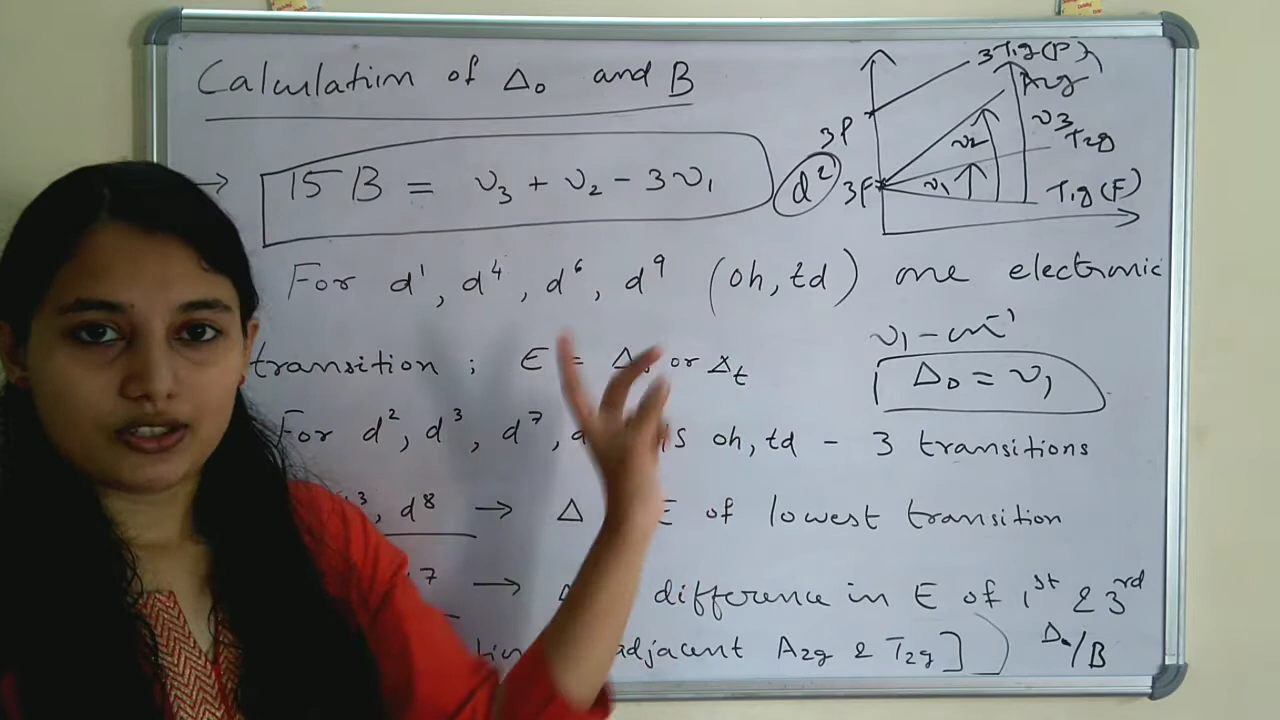 Calculation of Δ₀ and B
15 B = ν₃ + ν₂ - 3ν₁
d²
3P
3F
3T₁g(P)
A₂g
ν₃
T₂g
ν₂
ν₁
T₁g(F)
For d¹, d⁴, d⁶, d⁹ (oh, td) one electronic
transition ; E = Δ₀ or Δt
ν₁ - cm⁻¹
Δ₀ = ν₁
For d², d³, d⁷, oh, td - 3 transitions
³, d⁸ → Δ E of lowest transition
⁷ → difference in E of 1st & 3rd
adjacent A₂g & T₂g ]
Δ₀/B